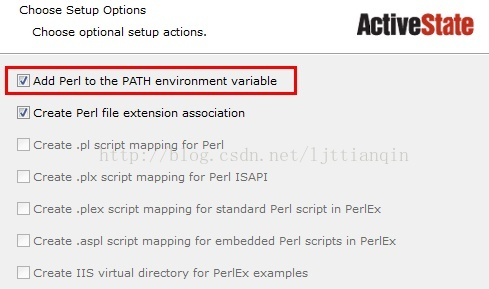 Choose Setup Options
Choose optional setup actions.
ActiveState
Add Perl to the PATH environment variable
Create Perl file extension association
Create .pl script mapping for Perl
http://blog.csdn.net/ljttianqin
Create .plx script mapping for Perl ISAPI
Create .plex script mapping for standard Perl script in PerlEx
Create .aspl script mapping for embedded Perl scripts in PerlEx
Create IIS virtual directory for PerlEx examples